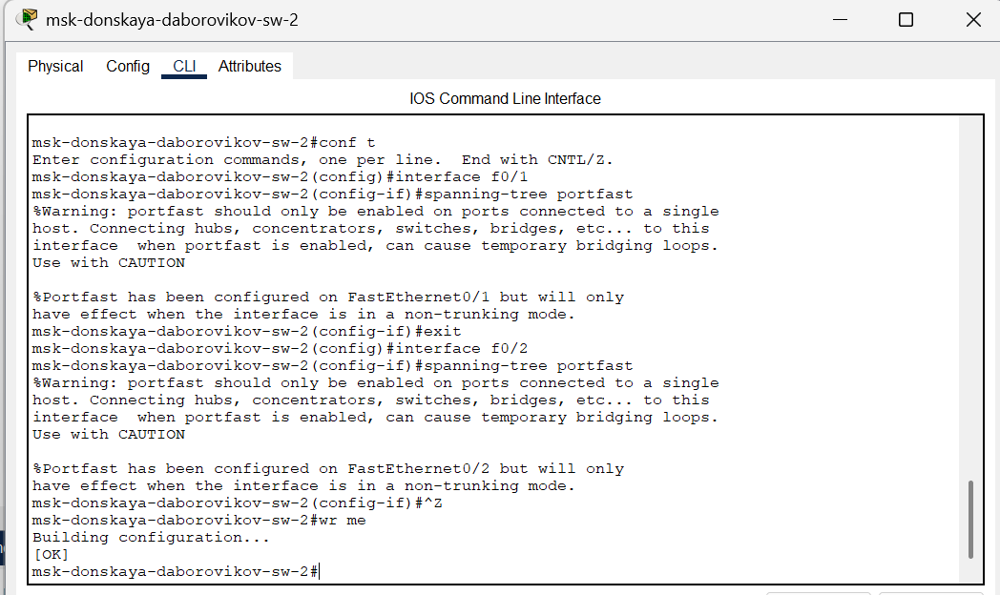 msk-donskaya-daborovikov-sw-2
Physical Config CLI Attributes
IOS Command Line Interface
msk-donskaya-daborovikov-sw-2#conf t
Enter configuration commands, one per line.  End with CNTL/Z.
msk-donskaya-daborovikov-sw-2(config)#interface f0/1
msk-donskaya-daborovikov-sw-2(config-if)#spanning-tree portfast
%Warning: portfast should only be enabled on ports connected to a single
host. Connecting hubs, concentrators, switches, bridges, etc... to this
interface  when portfast is enabled, can cause temporary bridging loops.
Use with CAUTION
%Portfast has been configured on FastEthernet0/1 but will only
have effect when the interface is in a non-trunking mode.
msk-donskaya-daborovikov-sw-2(config-if)#exit
msk-donskaya-daborovikov-sw-2(config)#interface f0/2
msk-donskaya-daborovikov-sw-2(config-if)#spanning-tree portfast
%Warning: portfast should only be enabled on ports connected to a single
host. Connecting hubs, concentrators, switches, bridges, etc... to this
interface  when portfast is enabled, can cause temporary bridging loops.
Use with CAUTION
%Portfast has been configured on FastEthernet0/2 but will only
have effect when the interface is in a non-trunking mode.
msk-donskaya-daborovikov-sw-2(config-if)#^Z
msk-donskaya-daborovikov-sw-2#wr me
Building configuration...
[OK]
msk-donskaya-daborovikov-sw-2#